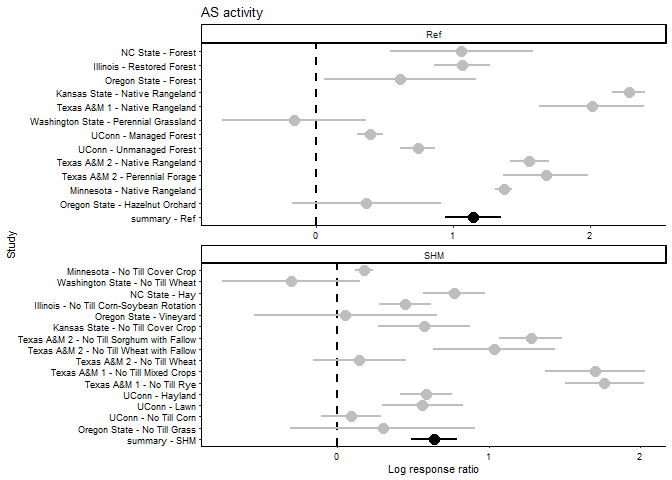 AS activity
Ref
NC State - Forest
Illinois - Restored Forest
Oregon State - Forest
Kansas State - Native Rangeland
Texas A&M 1 - Native Rangeland
Washington State - Perennial Grassland
UConn - Managed Forest
UConn - Unmanaged Forest
Texas A&M 2 - Native Rangeland
Texas A&M 2 - Perennial Forage
Minnesota - Native Rangeland
Oregon State - Hazelnut Orchard
summary - Ref
0 1 2
Study
SHM
Minnesota - No Till Cover Crop
Washington State - No Till Wheat
NC State - Hay
Illinois - No Till Corn-Soybean Rotation
Oregon State - Vineyard
Kansas State - No Till Cover Crop
Texas A&M 2 - No Till Sorghum with Fallow
Texas A&M 2 - No Till Wheat with Fallow
Texas A&M 2 - No Till Wheat
Texas A&M 1 - No Till Mixed Crops
Texas A&M 1 - No Till Rye
UConn - Hayland
UConn - Lawn
UConn - No Till Corn
Oregon State - No Till Grass
summary - SHM
0 1 2
Log response ratio